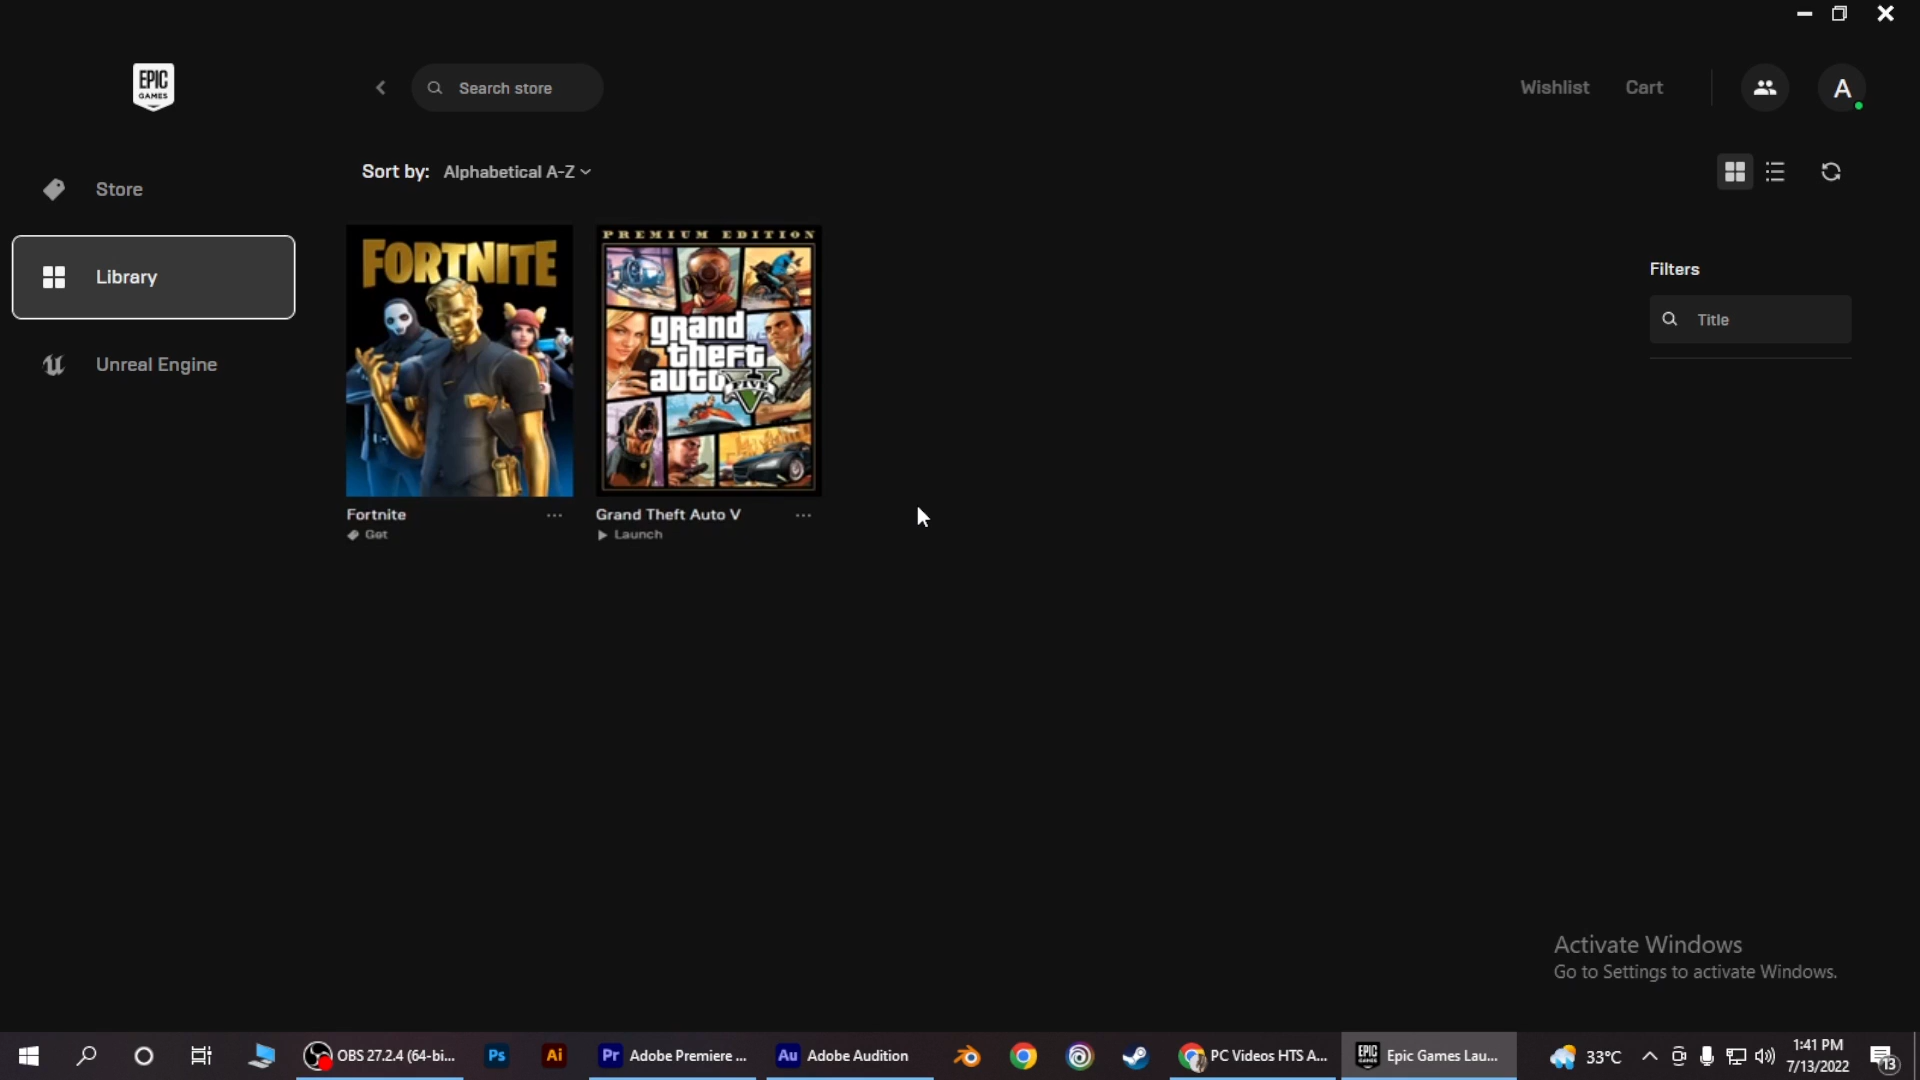 EPIC
GAMES
Search store
Wishlist
Cart
A
Store
Sort by: Alphabetical A-Z
Library
Filters
Title
Unreal Engine
FORTNITE
PREMIUM EDITION
grand
theft
auto
FIVE
Fortnite
...
Grand Theft Auto V
...
Get
Launch
Activate Windows
Go to Settings to activate Windows.
OBS 27.2.4 (64-bi...
Ps
Ai
Pr Adobe Premiere ...
Au Adobe Audition
PC Videos HTS A...
EPIC
Epic Games Lau...
33°C
1:41 PM
7/13/2022
13